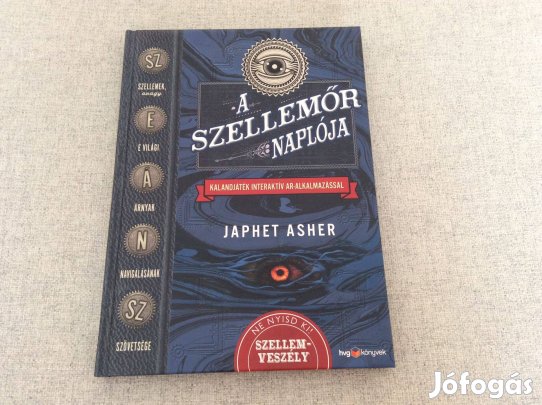 SZ
SZELLEMEK,
avagy
E
E VILÁGI
A
ÁRNYAK
N
NAVIGÁLÁSÁNAK
SZ
SZÖVETSÉGE
A
SZELLEMŐR
NAPLÓJA
KALANDJÁTÉK INTERAKTÍV AR-ALKALMAZÁSSAL
JAPHET ASHER
NE NYISD KI!
SZELLEM-
VESZÉLY
hvg könyvek
Jófogás